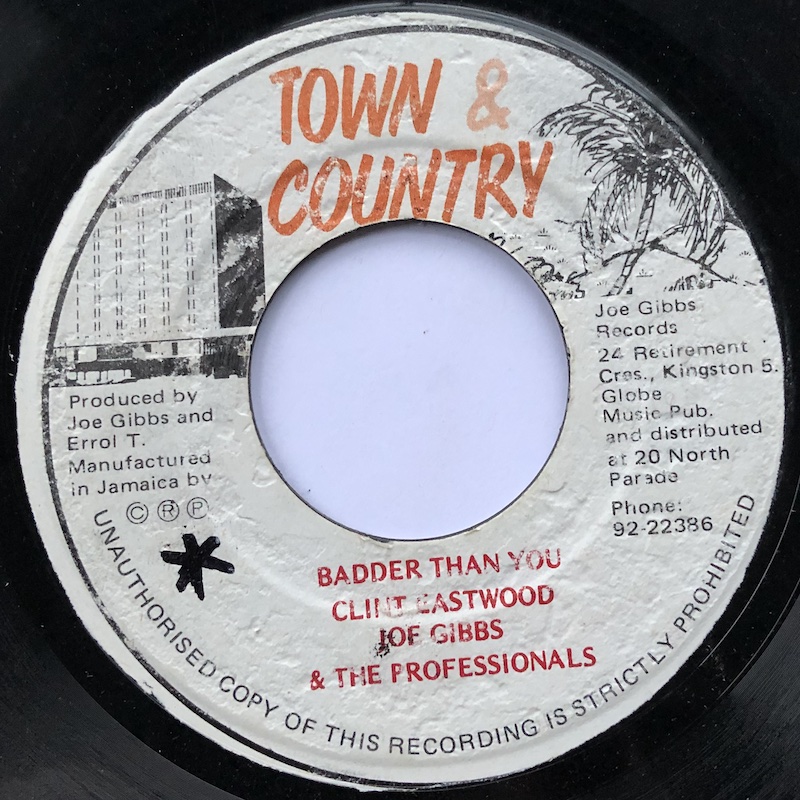 TOWN &
COUNTRY
Produced by
Joe Gibbs and
Errol T.
Manufactured
in Jamaica by
© Ⓡ Ⓟ
Joe Gibbs
Records
24 Retirement
Cres., Kingston 5.
Globe
Music Pub.
and distributed
at 20 North
Parade
Phone:
92-22386
BADDER THAN YOU
CLINT EASTWOOD
JOE GIBBS
& THE PROFESSIONALS
UNAUTHORISED COPY OF THIS RECORDING IS STRICTLY PROHIBITED